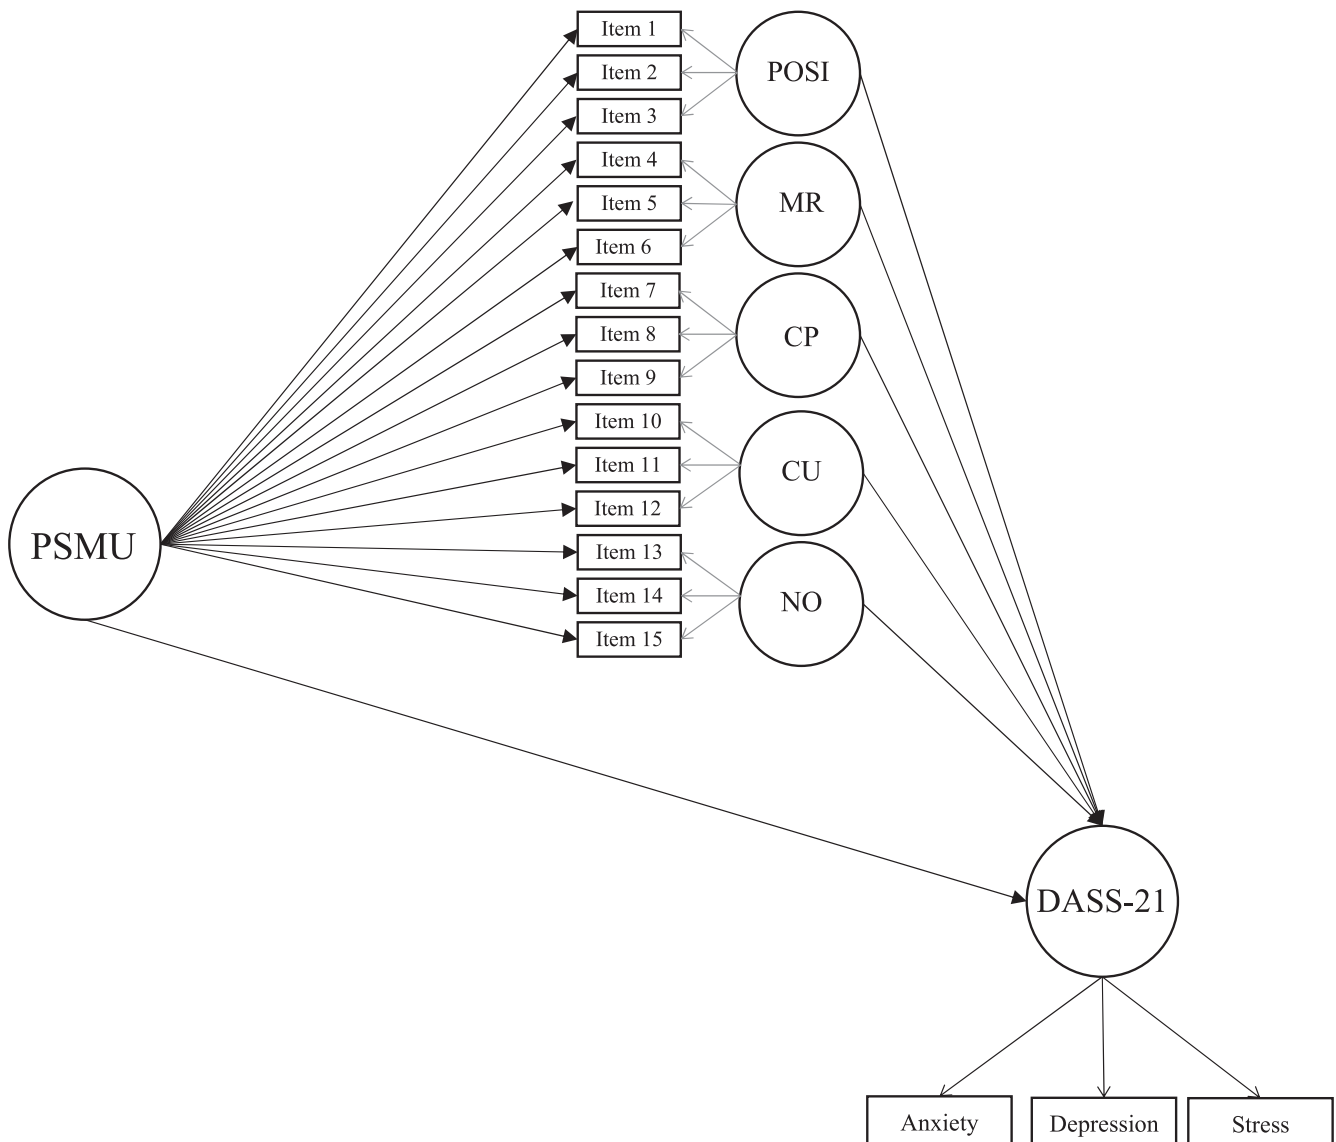 Item 1
Item 2
Item 3
Item 4
Item 5
Item 6
Item 7
Item 8
Item 9
Item 10
Item 11
Item 12
Item 13
Item 14
Item 15
POSI
MR
CP
CU
NO
PSMU
DASS-21
Anxiety
Depression
Stress